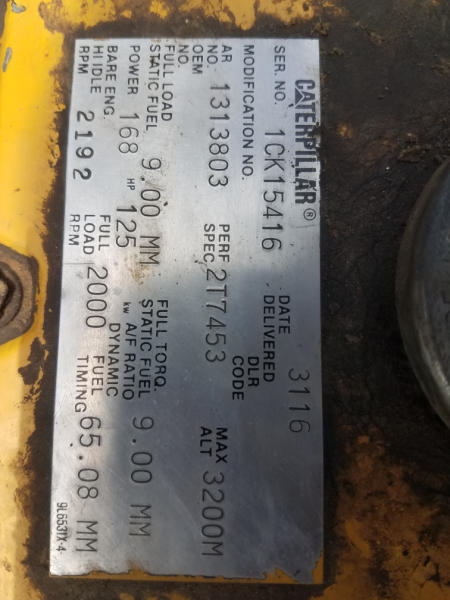 CATERPILLAR® 3116
SER. NO. 1CK15416 DATE DELIVERED
MODIFICATION NO. DLR CODE
AR NO. 1313803 PERF SPEC 2T7453 MAX ALT 3200M
OEM NO.
FULL LOAD STATIC FUEL 9.00 MM FULL TORQ. STATIC FUEL 9.00 MM
POWER 168 HP 125 kW A/F RATIO DYNAMIC
BARE ENG. HI IDLE RPM 2192 FULL LOAD RPM 2000 FUEL TIMING 65.08 MM
9L6531X-4